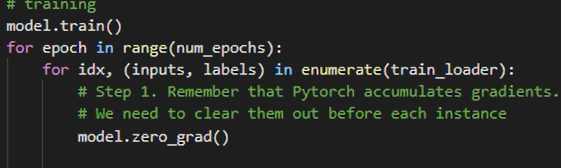 # training
model.train()
for epoch in range(num_epochs):
for idx, (inputs, labels) in enumerate(train_loader):
# Step 1. Remember that Pytorch accumulates gradients.
# We need to clear them out before each instance
model.zero_grad()